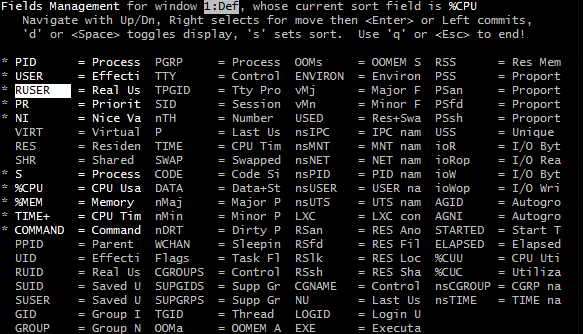 Fields Management for window 1:Def, whose current sort field is %CPU
Navigate with Up/Dn, Right selects for move then <Enter> or Left commits,
'd' or <Space> toggles display, 's' sets sort. Use 'q' or <Esc> to end!
* PID = Process PGRP = Process OOMs = OOMEM S RSS = Res Mem
* USER = Effecti TTY = Control ENVIRON = Environ PSS = Proport
* RUSER = Real Us TPGID = Tty Pro vMj = Major F PSan = Proport
* PR = Priorit SID = Session vMn = Minor F PSfd = Proport
* NI = Nice Va nTH = Number USED = Res+Swa PSsh = Proport
VIRT = Virtual P = Last Us nsIPC = IPC nam USS = Unique
RES = Residen TIME = CPU Tim nsMNT = MNT nam ioR = I/O Byt
SHR = Shared SWAP = Swapped nsNET = NET nam ioRop = I/O Rea
* S = Process CODE = Code Si nsPID = PID nam ioW = I/O Byt
* %CPU = CPU Usa DATA = Data+St nsUSER = USER na ioWop = I/O Wri
* %MEM = Memory nMaj = Major P nsUTS = UTS nam AGID = Autogro
* TIME+ = CPU Tim nMin = Minor P LXC = LXC con AGNI = Autogro
* COMMAND = Command nDRT = Dirty P RSan = RES Ano STARTED = Start T
PPID = Parent WCHAN = Sleepin RSfd = RES Fil ELAPSED = Elapsed
UID = Effecti Flags = Task Fl RSlk = RES Loc %CUU = CPU Uti
RUID = Real Us CGROUPS = Control RSsh = RES Sha %CUC = Utiliza
SUID = Saved U SUPGIDS = Supp Gr CGNAME = Control nsCGROUP = CGRP na
SUSER = Saved U SUPGRPS = Supp Gr NU = Last Us nsTIME = TIME na
GID = Group I TGID = Thread LOGID = Login U
GROUP = Group N OOMa = OOMEM A EXE = Executa